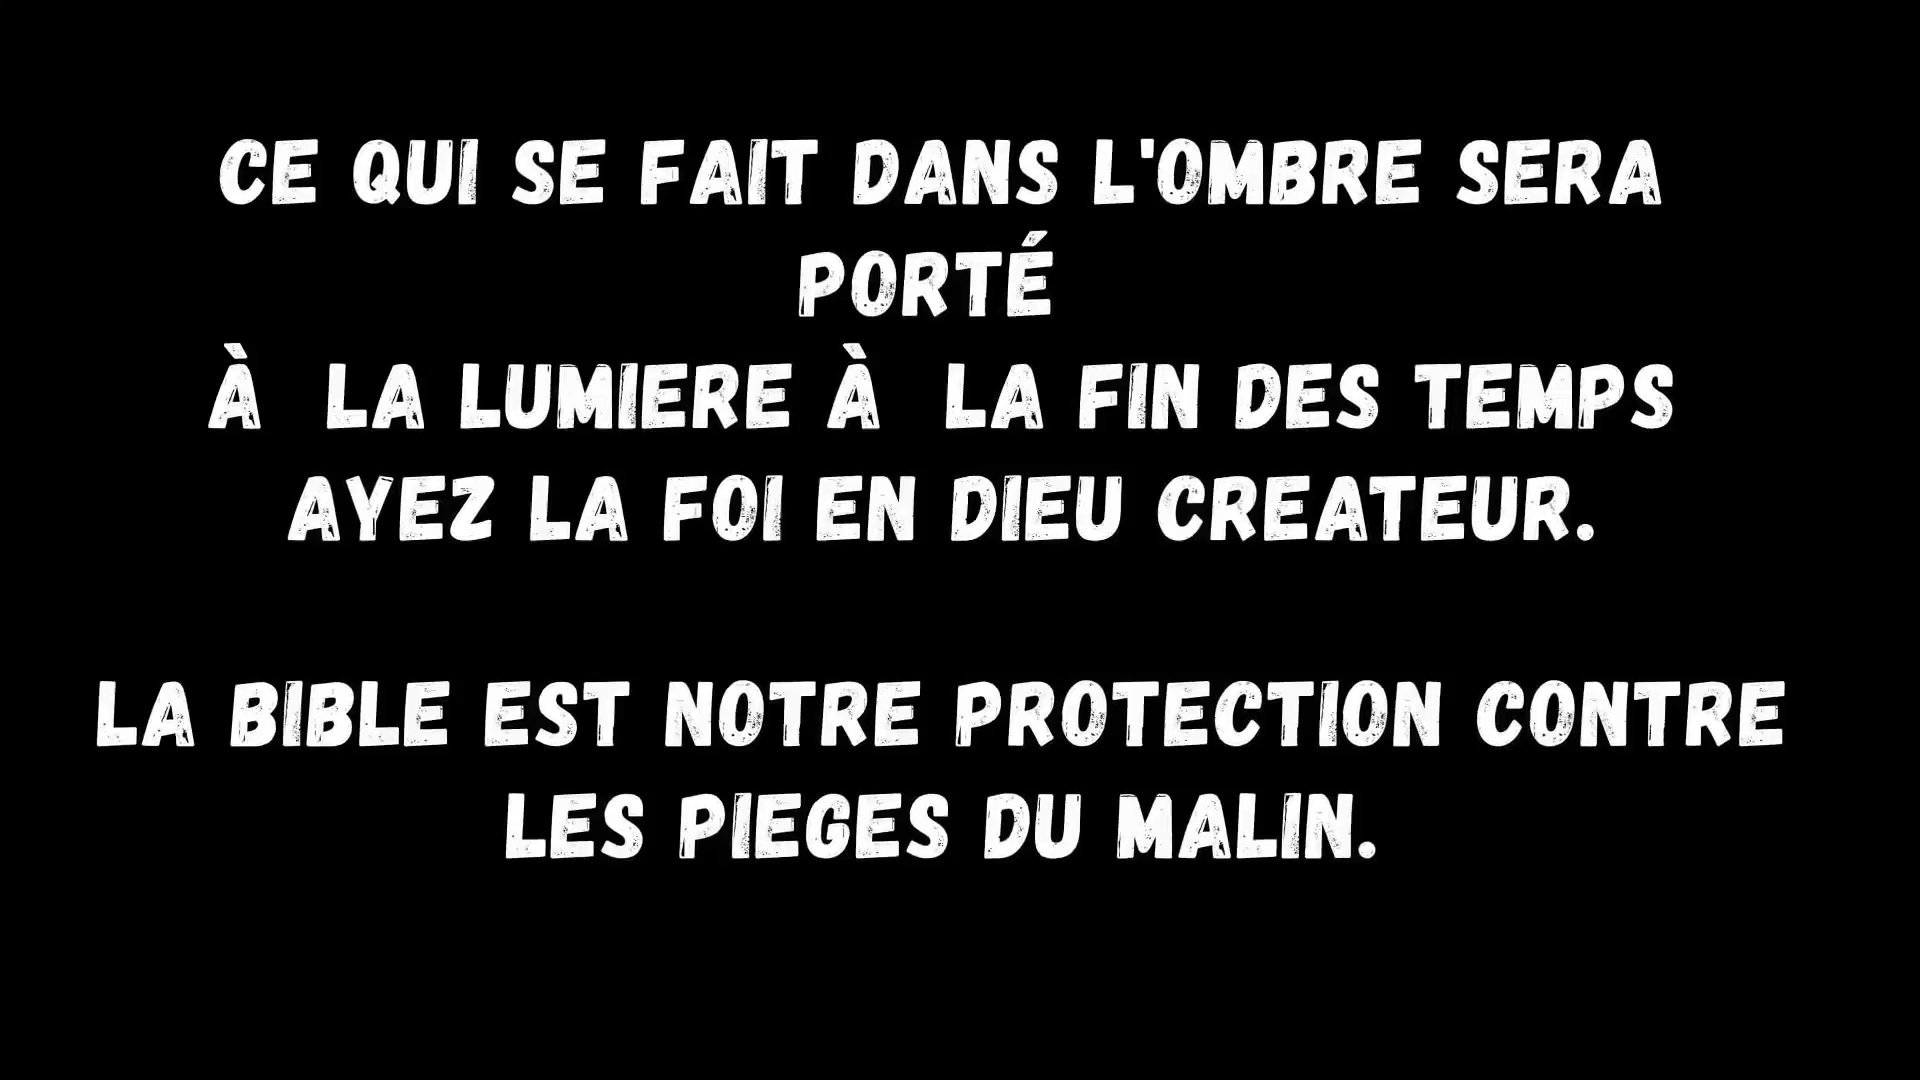 CE QUI SE FAIT DANS L'OMBRE SERA
PORTÉ
À LA LUMIERE À LA FIN DES TEMPS
AYEZ LA FOI EN DIEU CREATEUR.
LA BIBLE EST NOTRE PROTECTION CONTRE
LES PIEGES DU MALIN.